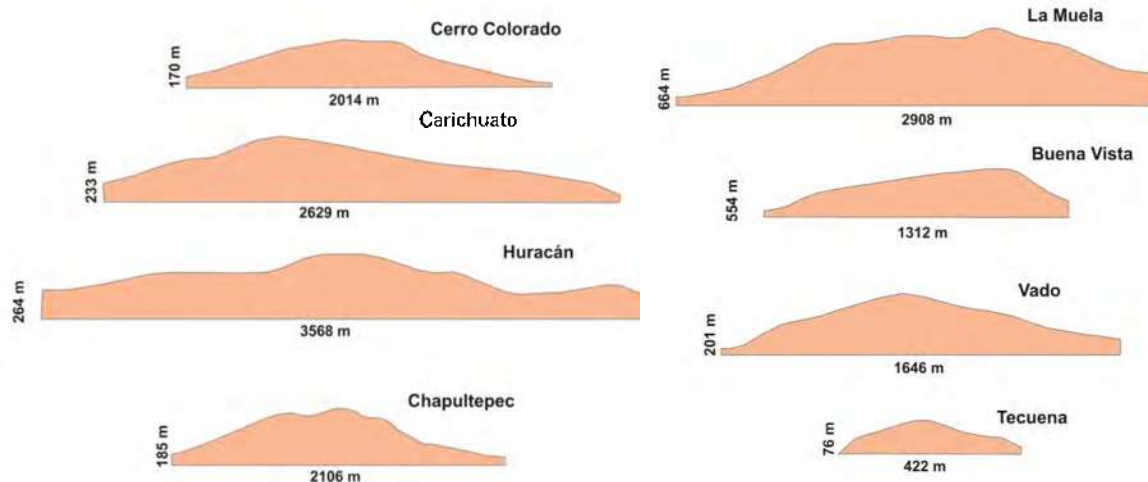 Cerro Colorado
170 m
2014 m
Carichuato
233 m
2629 m
Huracán
264 m
3568 m
Chapultepec
185 m
2106 m
La Muela
664 m
2908 m
Buena Vista
554 m
1312 m
Vado
201 m
1646 m
Tecuena
76 m
422 m